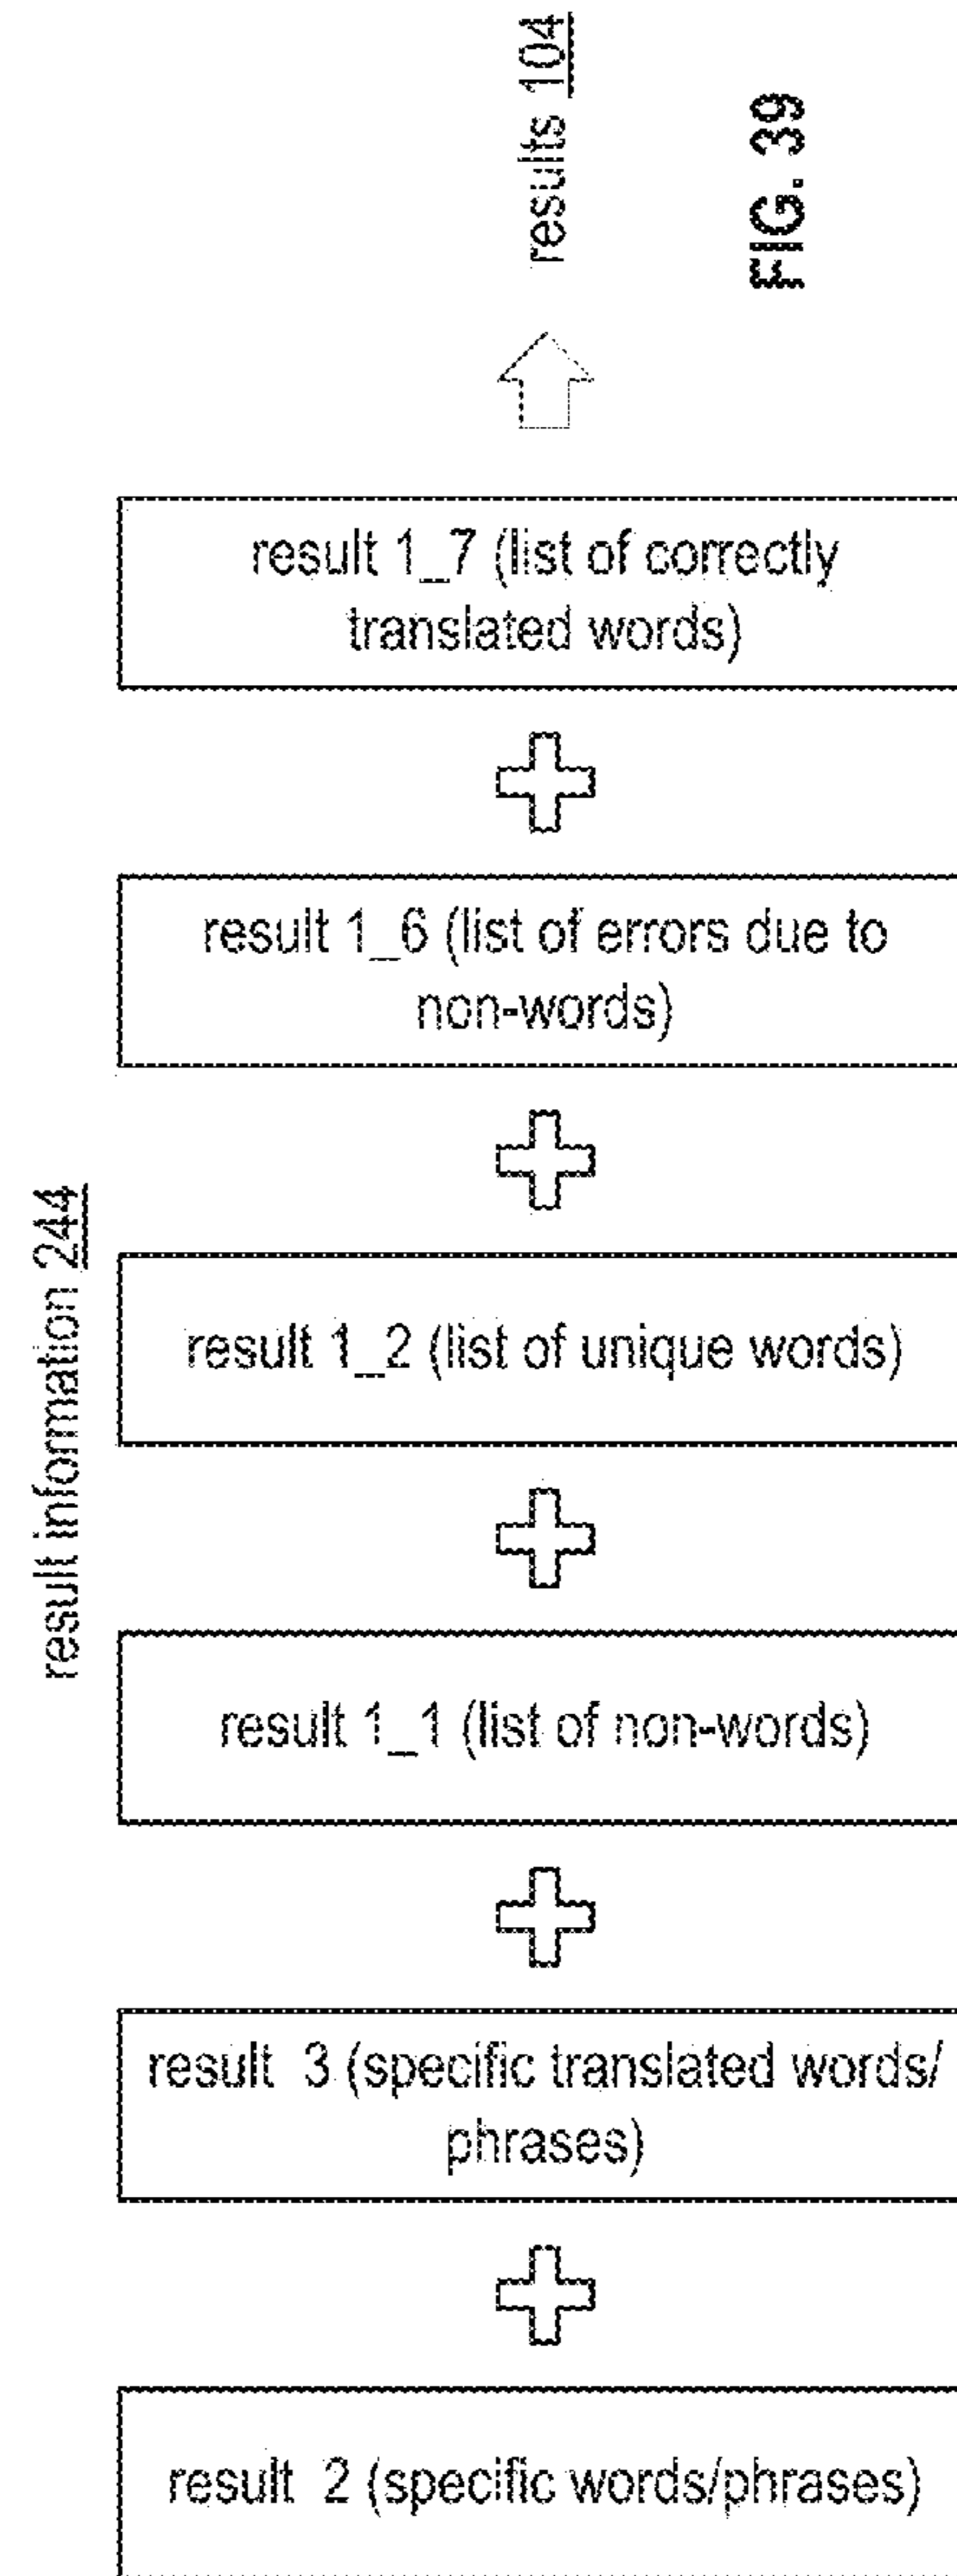 results 104
FIG. 39
result 1_7 (list of correctly
translated words)
result 1_6 (list of errors due to
non-words)
result information 244
result 1_2 (list of unique words)
result 1_1 (list of non-words)
result 3 (specific translated words/
phrases)
result 2 (specific words/phrases)